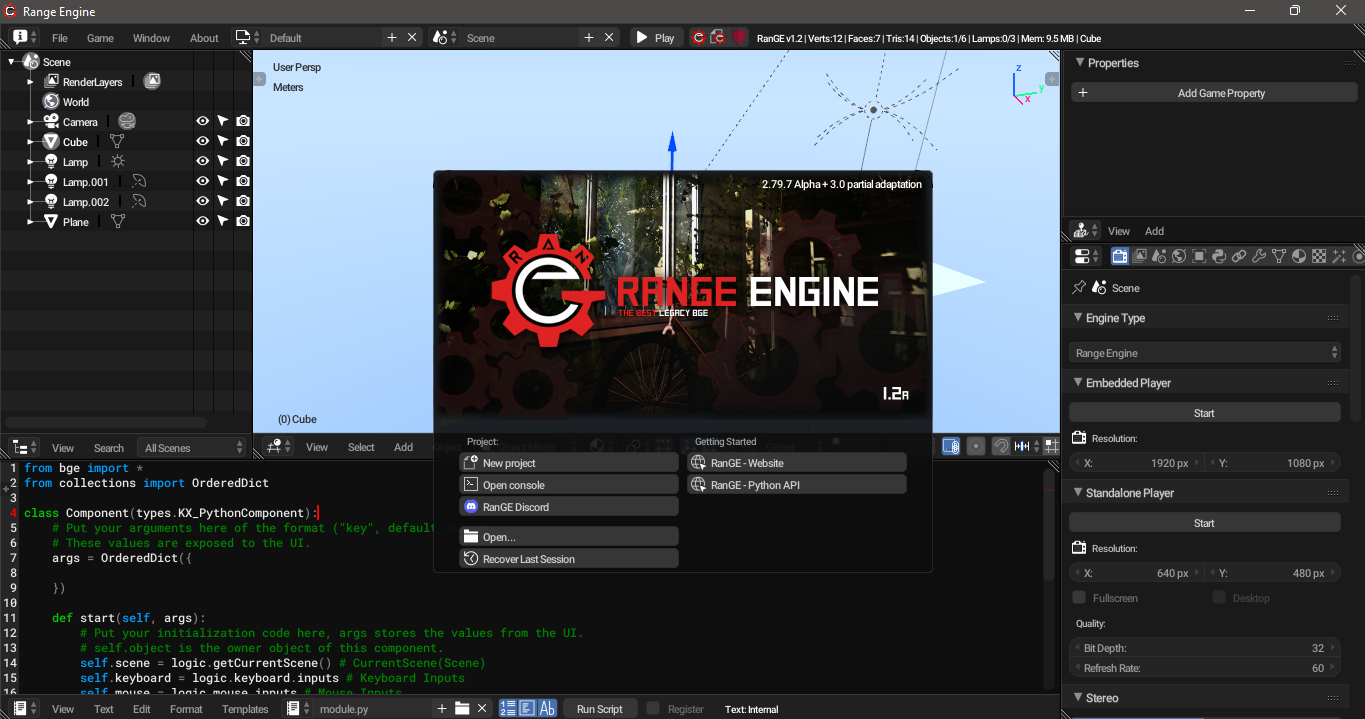 Range Engine
File Game Window About Default Scene Play RanGE v1.2 | Verts:12 | Faces:7 | Tris:14 | Objects:1/6 | Lamps:0/3 | Mem: 9.5 MB | Cube
Scene
RenderLayers
World
Camera
Cube
Lamp
Lamp.001
Lamp.002
Plane
View Search All Scenes
User Persp
Meters
z
y
x
(0) Cube
View Select Add
2.79.7 Alpha + 3.0 partial adaptation
RAN
RANGE ENGINE
THE BEST LEGACY BGE
1.2A
Project:
New project
Open console
RanGE Discord
Open...
Recover Last Session
Getting Started
RanGE - Website
RanGE - Python API
1 from bge import *
2 from collections import OrderedDict
3
4 class Component(types.KX_PythonComponent):
5 # Put your arguments here of the format ("key", default
6 # These values are exposed to the UI.
7 args = OrderedDict({
8
9 })
10
11 def start(self, args):
12 # Put your initialization code here, args stores the values from the UI.
13 # self.object is the owner object of this component.
14 self.scene = logic.getCurrentScene() # CurrentScene(Scene)
15 self.keyboard = logic.keyboard.inputs # Keyboard Inputs
16 self.mouse = logic.mouse.inputs # Mouse Inputs
View Text Edit Format Templates module.py Run Script Register Text: Internal
Properties
Add Game Property
View Add
Scene
Engine Type
Range Engine
Embedded Player
Start
Resolution:
X: 1920 px Y: 1080 px
Standalone Player
Start
Resolution:
X: 640 px Y: 480 px
Fullscreen Desktop
Quality:
Bit Depth: 32
Refresh Rate: 60
Stereo